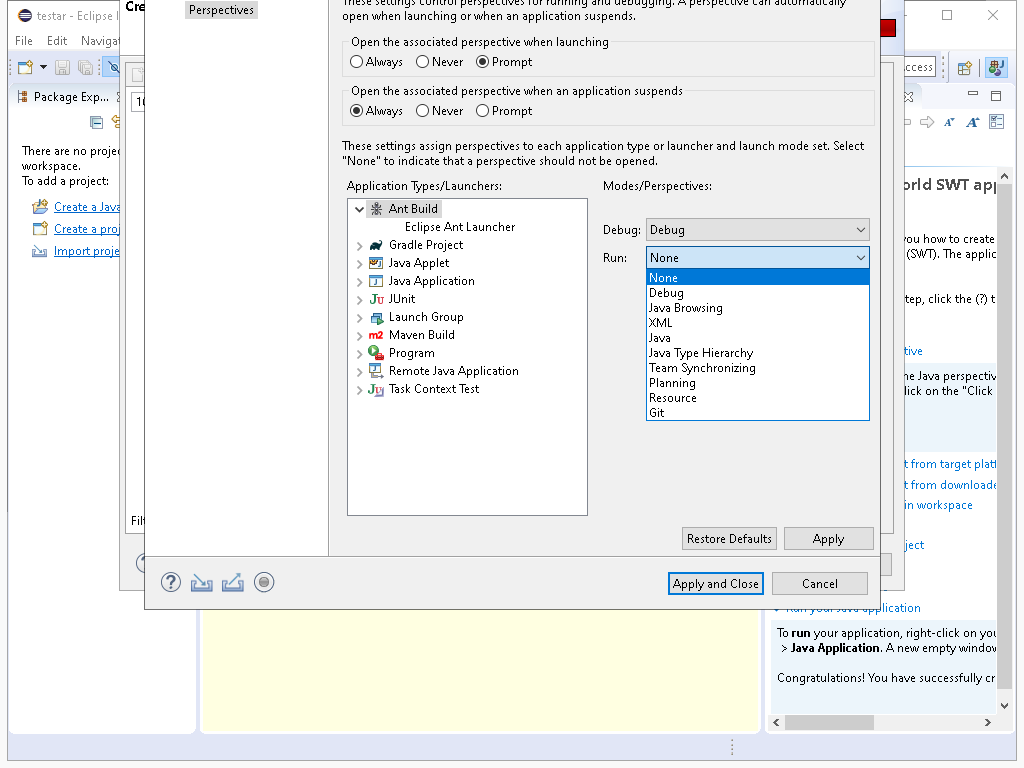 testar - Eclipse
Cre
Perspectives
These settings control perspectives for running and debugging. A perspective can automatically
open when launching or when an application suspends.
File Edit Navigat
Open the associated perspective when launching
Always Never Prompt
ccess
Open the associated perspective when an application suspends
Package Exp...
Always Never Prompt
There are no proje
workspace.
To add a project:
Create a Java
Create a proj
Import proje
These settings assign perspectives to each application type or launcher and launch mode set. Select
"None" to indicate that a perspective should not be opened.
Application Types/Launchers:
Modes/Perspectives:
Ant Build
Eclipse Ant Launcher
Gradle Project
Java Applet
Java Application
JUnit
Launch Group
Maven Build
Program
Remote Java Application
Task Context Test
Debug: Debug
Run: None
None
Debug
Java Browsing
XML
Java
Java Type Hierarchy
Team Synchronizing
Planning
Resource
Git
orld SWT app
you how to create
(SWT). The applic
tep, click the (?) t
tive
he Java perspectiv
lick on the "Click
t from target platf
t from downloade
in workspace
ject
Filt
Restore Defaults Apply
Apply and Close Cancel
Run your Java application
To run your application, right-click on you
> Java Application. A new empty window
Congratulations! You have successfully cr